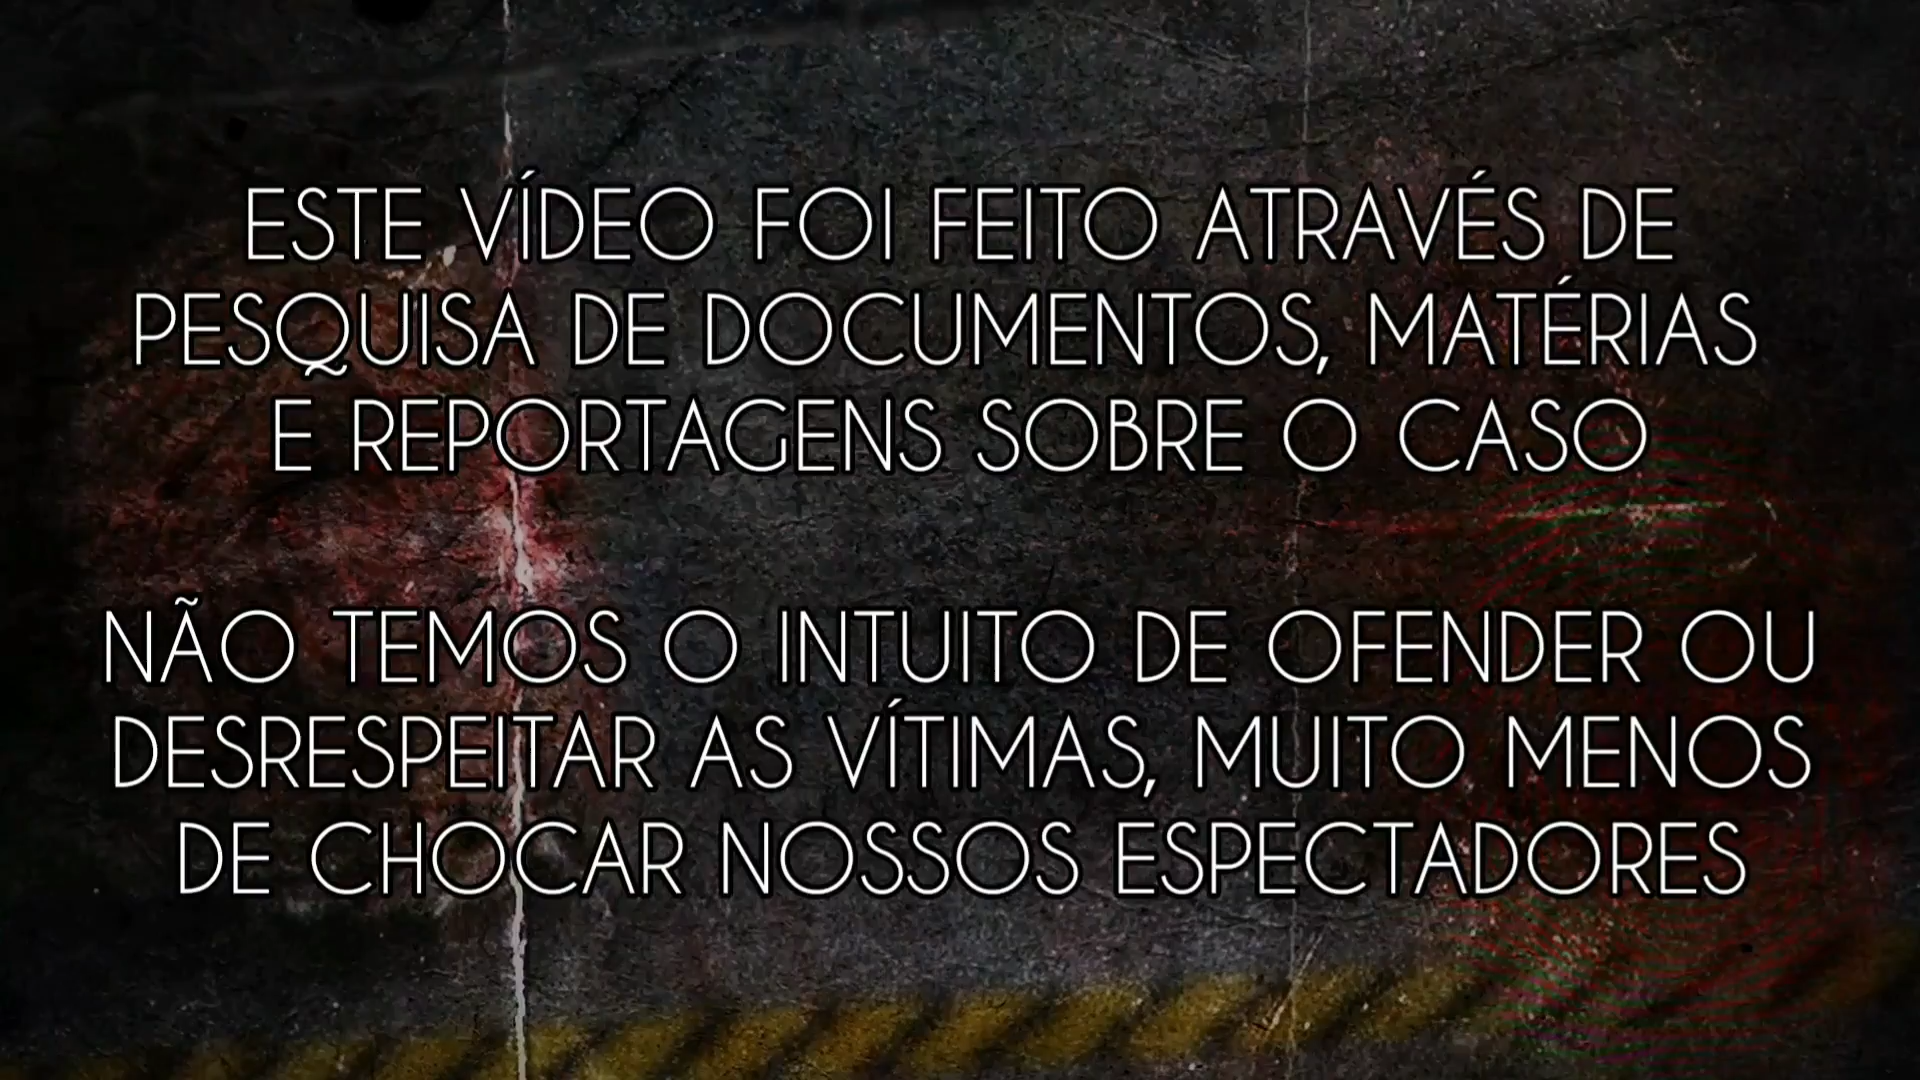 ESTE VÍDEO FOI FEITO ATRAVÉS DE
PESQUISA DE DOCUMENTOS, MATÉRIAS
E REPORTAGENS SOBRE O CASO
NÃO TEMOS O INTUITO DE OFENDER OU
DESRESPEITAR AS VÍTIMAS, MUITO MENOS
DE CHOCAR NOSSOS ESPECTADORES